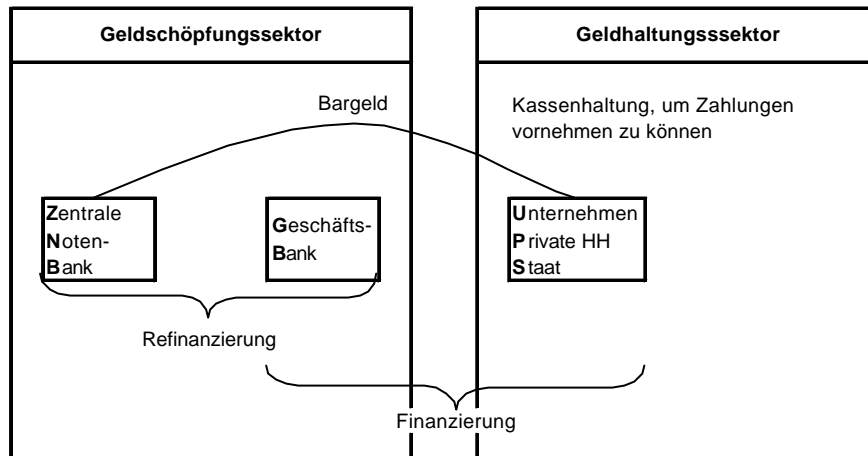 Geldschöpfungssektor
Geldhaltungsssektor
Bargeld
Kassenhaltung, um Zahlungen
vornehmen zu können
Zentrale
Noten-
Bank
Geschäfts-
Bank
Unternehmen
Private HH
Staat
Refinanzierung
Finanzierung